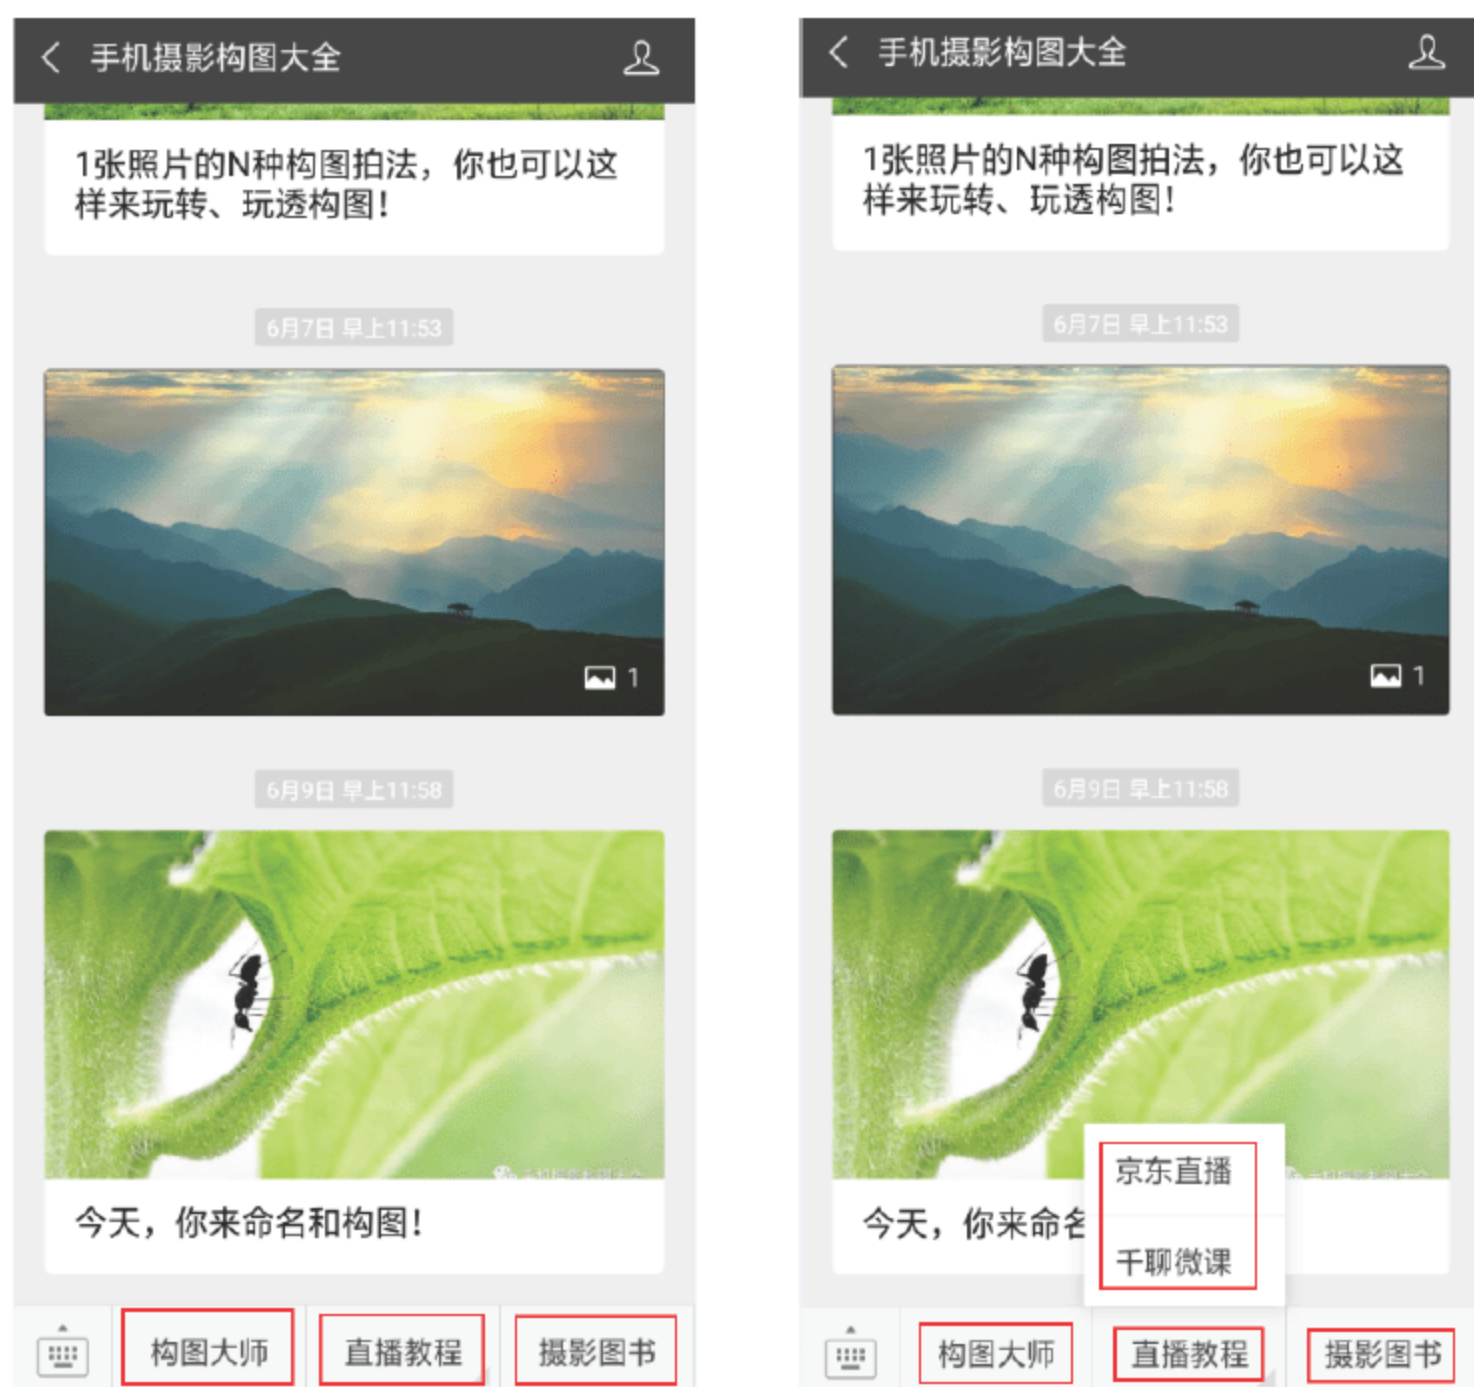 手机摄影构图大全
1张照片的N种构图拍法，你也可以这
样来玩转、玩透构图！
6月7日 早上11:53
1
6月9日 早上11:58
今天，你来命名和构图！
构图大师
直播教程
摄影图书
手机摄影构图大全
1张照片的N种构图拍法，你也可以这
样来玩转、玩透构图！
6月7日 早上11:53
1
6月9日 早上11:58
京东直播
今天，你来命名
千聊微课
构图大师
直播教程
摄影图书